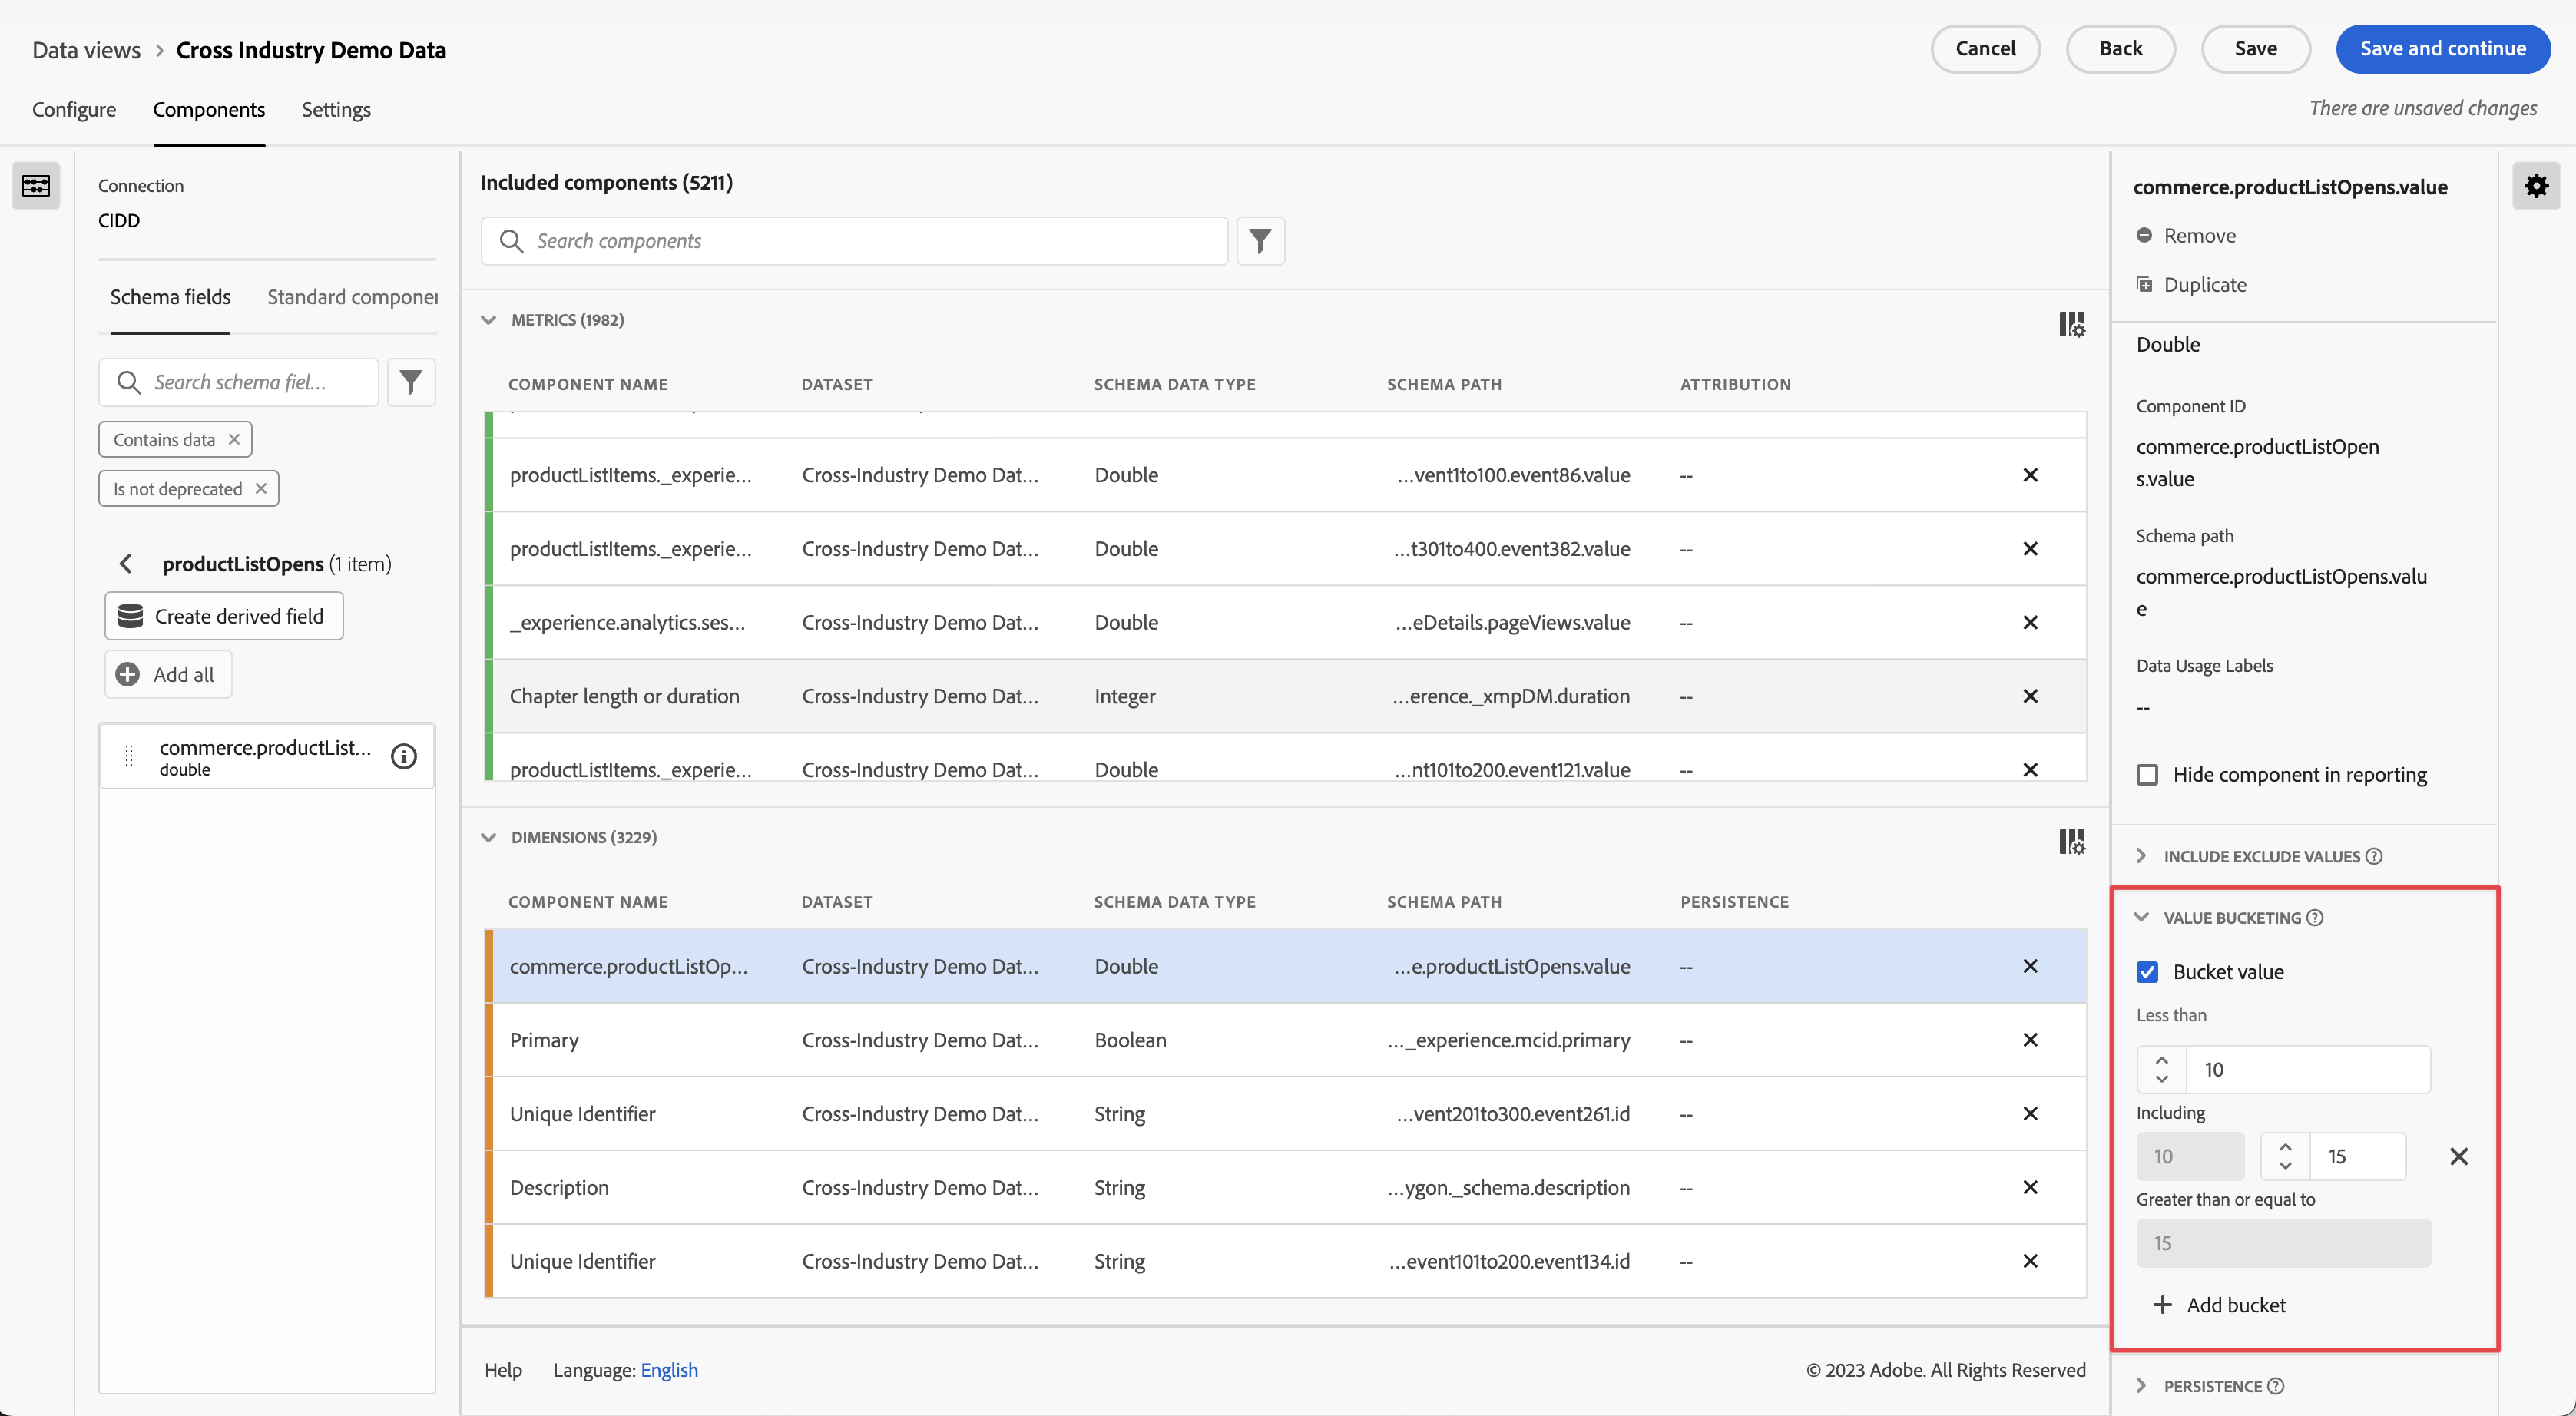 Data views > Cross Industry Demo Data
Cancel
Back
Save
Save and continue
Configure
Components
Settings
There are unsaved changes
Connection
CIDD
Schema fields
Standard componen
Search schema fiel...
Contains data
Is not deprecated
productListOpens (1 item)
Create derived field
Add all
commerce.productList...
double
Included components (5211)
Search components
METRICS (1982)
COMPONENT NAME DATASET SCHEMA DATA TYPE SCHEMA PATH ATTRIBUTION
productListItems._experie... Cross-Industry Demo Dat... Double ...vent1to100.event86.value --
productListItems._experie... Cross-Industry Demo Dat... Double ...t301to400.event382.value --
_experience.analytics.ses... Cross-Industry Demo Dat... Double ...eDetails.pageViews.value --
Chapter length or duration Cross-Industry Demo Dat... Integer ...erence._xmpDM.duration --
productListItems._experie... Cross-Industry Demo Dat... Double ...nt101to200.event121.value --
DIMENSIONS (3229)
COMPONENT NAME DATASET SCHEMA DATA TYPE SCHEMA PATH PERSISTENCE
commerce.productListOp... Cross-Industry Demo Dat... Double ...e.productListOpens.value --
Primary Cross-Industry Demo Dat... Boolean ..._experience.mcid.primary --
Unique Identifier Cross-Industry Demo Dat... String ...vent201to300.event261.id --
Description Cross-Industry Demo Dat... String ...ygon._schema.description --
Unique Identifier Cross-Industry Demo Dat... String ...event101to200.event134.id --
Help Language: English © 2023 Adobe. All Rights Reserved
commerce.productListOpens.value
Remove
Duplicate
Double
Component ID
commerce.productListOpen
s.value
Schema path
commerce.productListOpens.valu
e
Data Usage Labels
--
Hide component in reporting
INCLUDE EXCLUDE VALUES
VALUE BUCKETING
Bucket value
Less than
10
Including
10 15
Greater than or equal to
15
Add bucket
PERSISTENCE